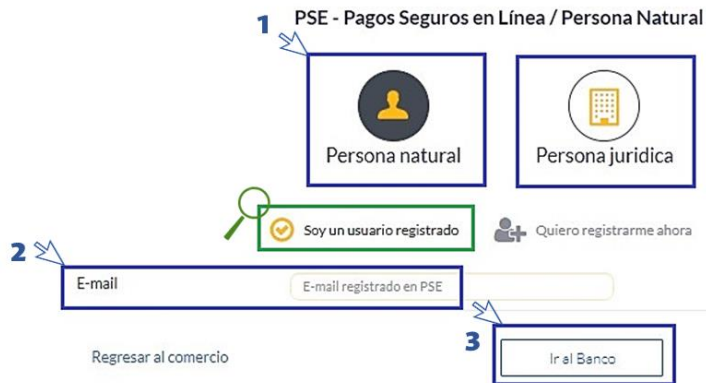 PSE - Pagos Seguros en Línea / Persona Natural
1
Persona natural
Persona juridica
Soy un usuario registrado
Quiero registrarme ahora
2
E-mail
E-mail registrado en PSE
3
Regresar al comercio
Ir al Banco